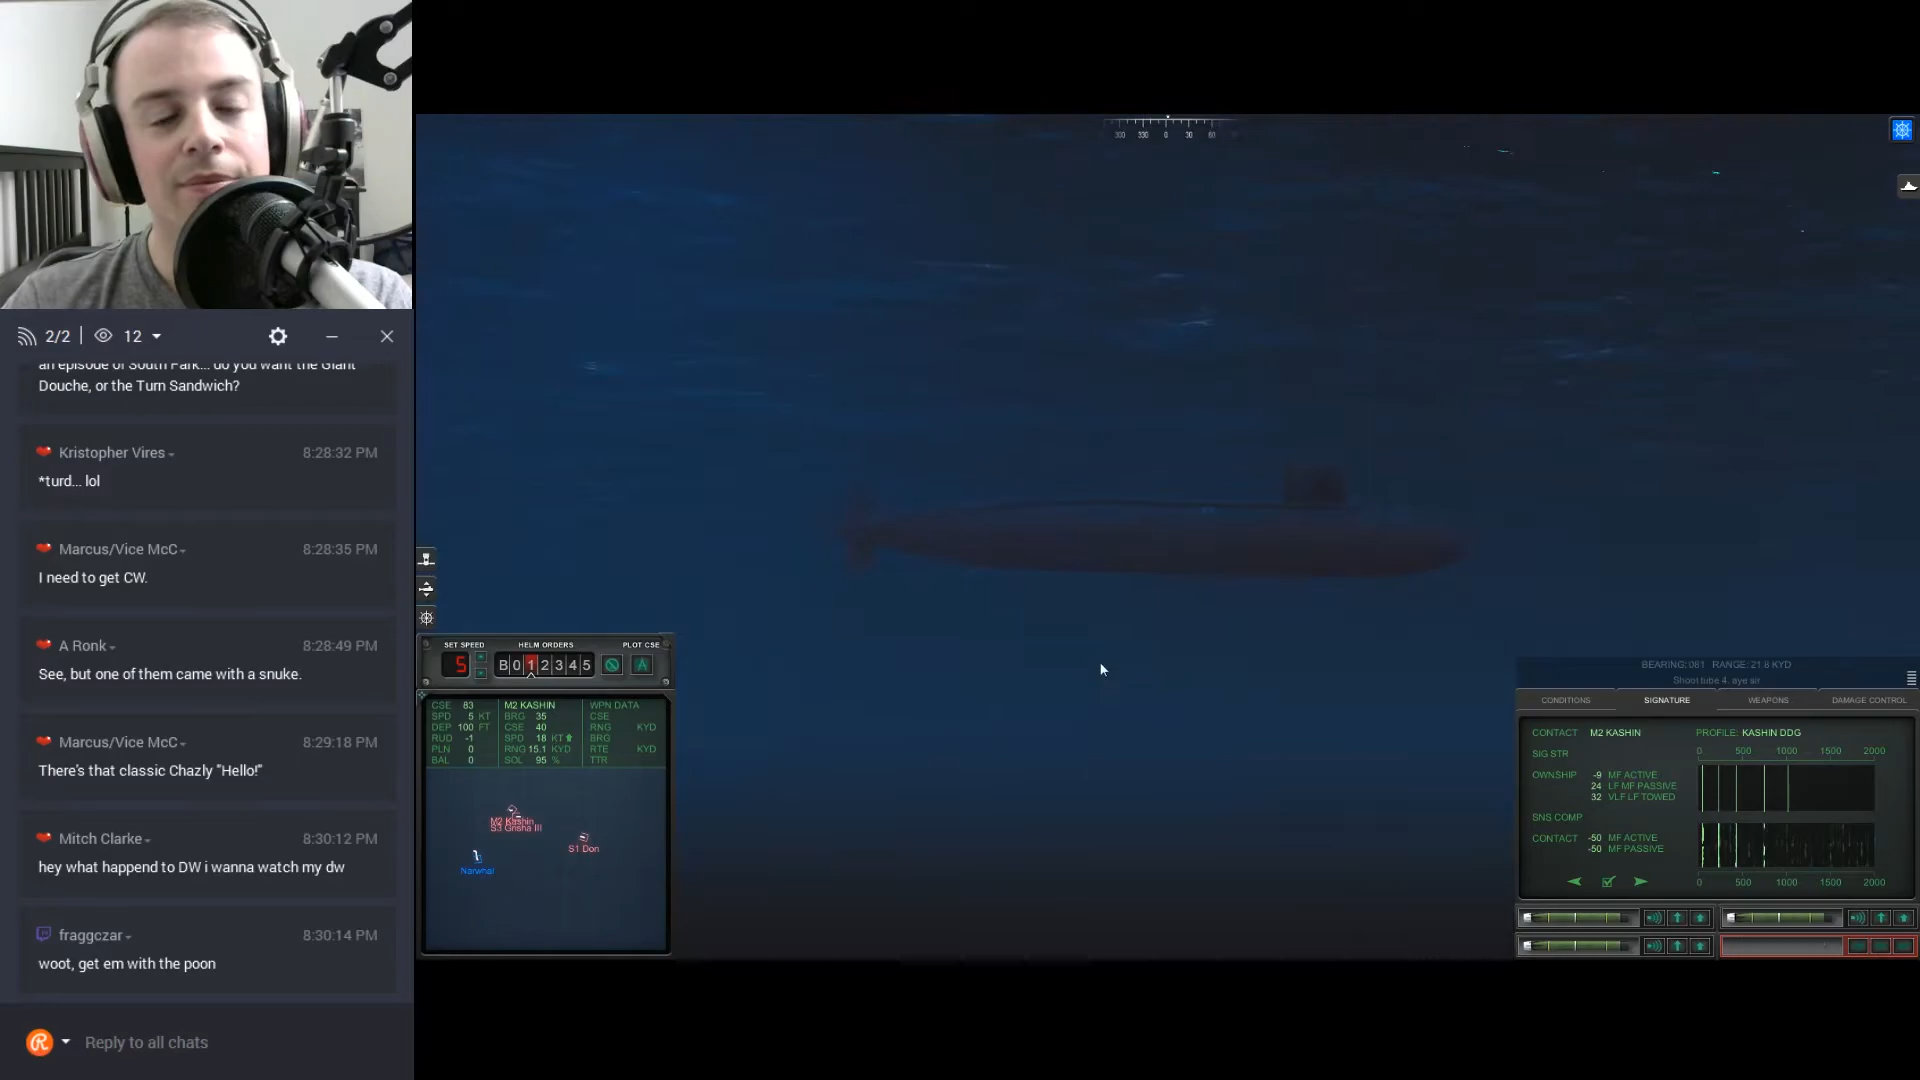 2/2 | 12
an episode of South Park... do you want the Giant
Douche, or the Turn Sandwich?
Kristopher Vires 8:28:32 PM
*turd... lol
Marcus/Vice McC 8:28:35 PM
I need to get CW.
A Ronk 8:28:49 PM
See, but one of them came with a snuke.
Marcus/Vice McC 8:29:18 PM
There's that classic Chazly "Hello!"
Mitch Clarke 8:30:12 PM
hey what happend to DW i wanna watch my dw
fraggczar 8:30:14 PM
woot, get em with the poon
Reply to all chats
300 330 0 30 60
SET SPEED HELM ORDERS PLOT CSE
5 B 0 1 2 3 4 5 A
CSE 83 M2 KASHIN WPN DATA
SPD 5 KT BRG 35 CSE
DEP 100 FT CSE 40 RNG KYD
RUD -1 SPD 18 KT BRG
PLN 0 RNG 15.1 KYD RTE KYD
BAL 0 SOL 95 % TTR
M2 Kashin
S3 Grisha III
S1 Don
Narwhal
BEARING: 081 RANGE: 21.8 KYD
Shoot tube 4, aye sir
CONDITIONS SIGNATURE WEAPONS DAMAGE CONTROL
CONTACT M2 KASHIN PROFILE: KASHIN DDG
SIG STR 0 500 1000 1500 2000
OWNSHIP -9 MF ACTIVE
24 LF MF PASSIVE
32 VLF LF TOWED
SNS COMP
CONTACT -50 MF ACTIVE
-50 MF PASSIVE
0 500 1000 1500 2000